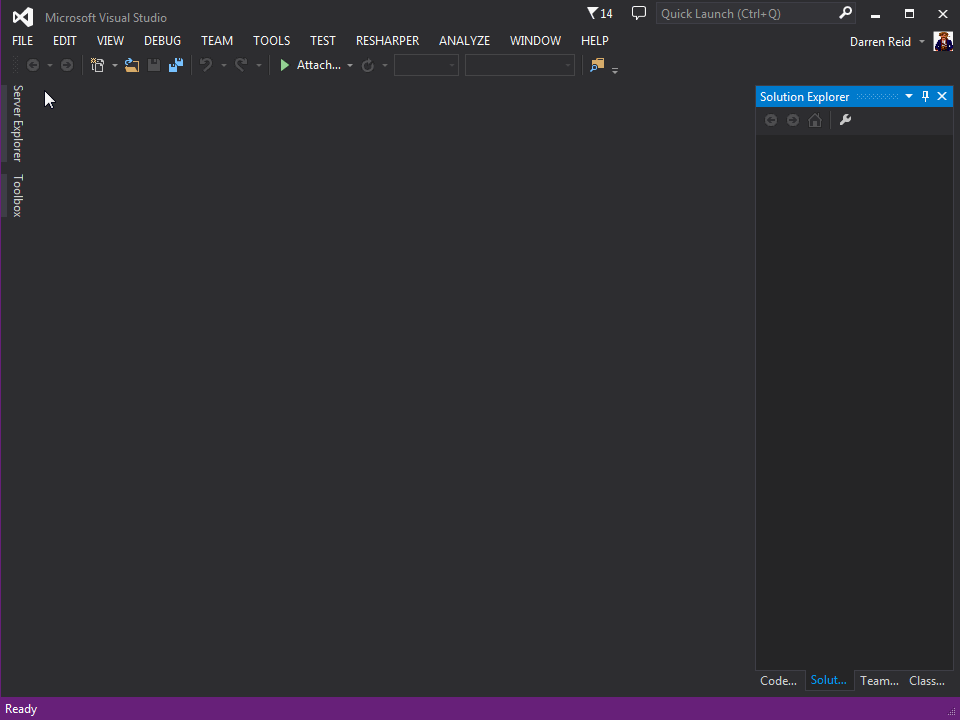 Microsoft Visual Studio
14
Quick Launch (Ctrl+Q)
FILE EDIT VIEW DEBUG TEAM TOOLS TEST RESHARPER ANALYZE WINDOW HELP
Darren Reid
Attach...
Server Explorer
Toolbox
Solution Explorer
Code... Solut... Team... Class...
Ready